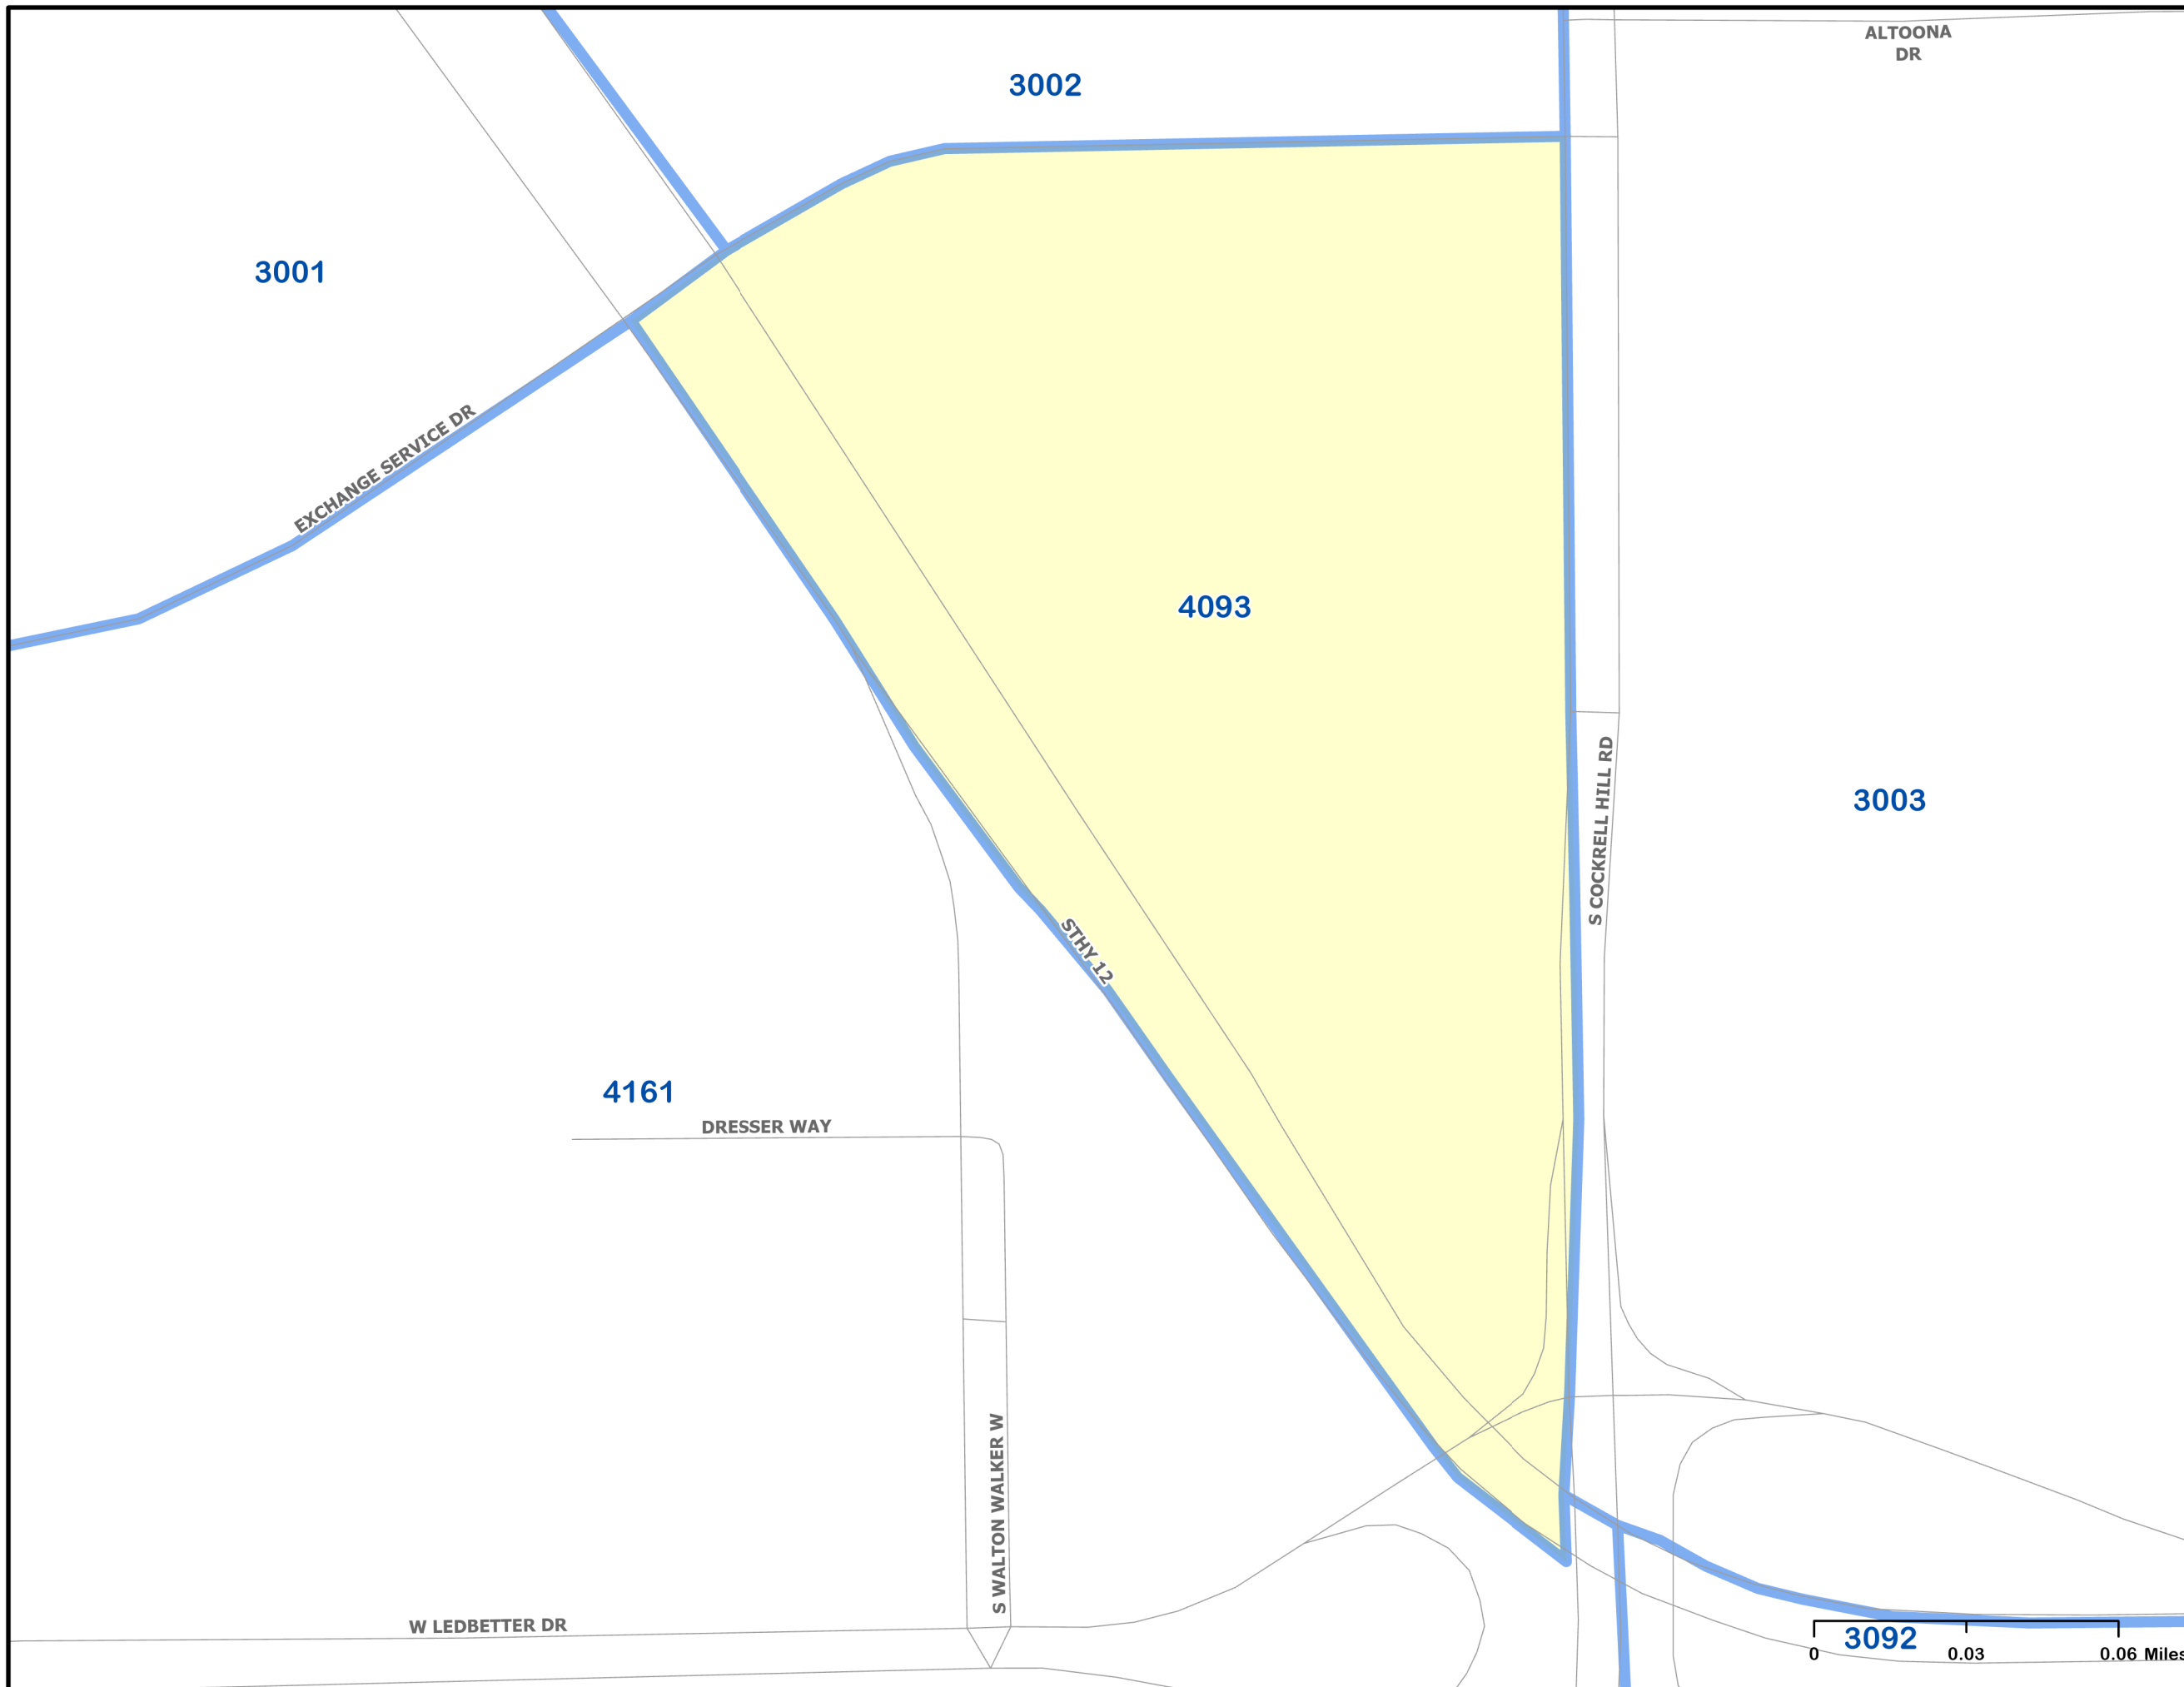 ALTOONA
DR
3002
3001
EXCHANGE SERVICE DR
4093
S COCKRELL HILL RD
3003
STHY 12
4161
DRESSER WAY
S WALTON WALKER W
W LEDBETTER DR
3092
0 0.03 0.06 Miles